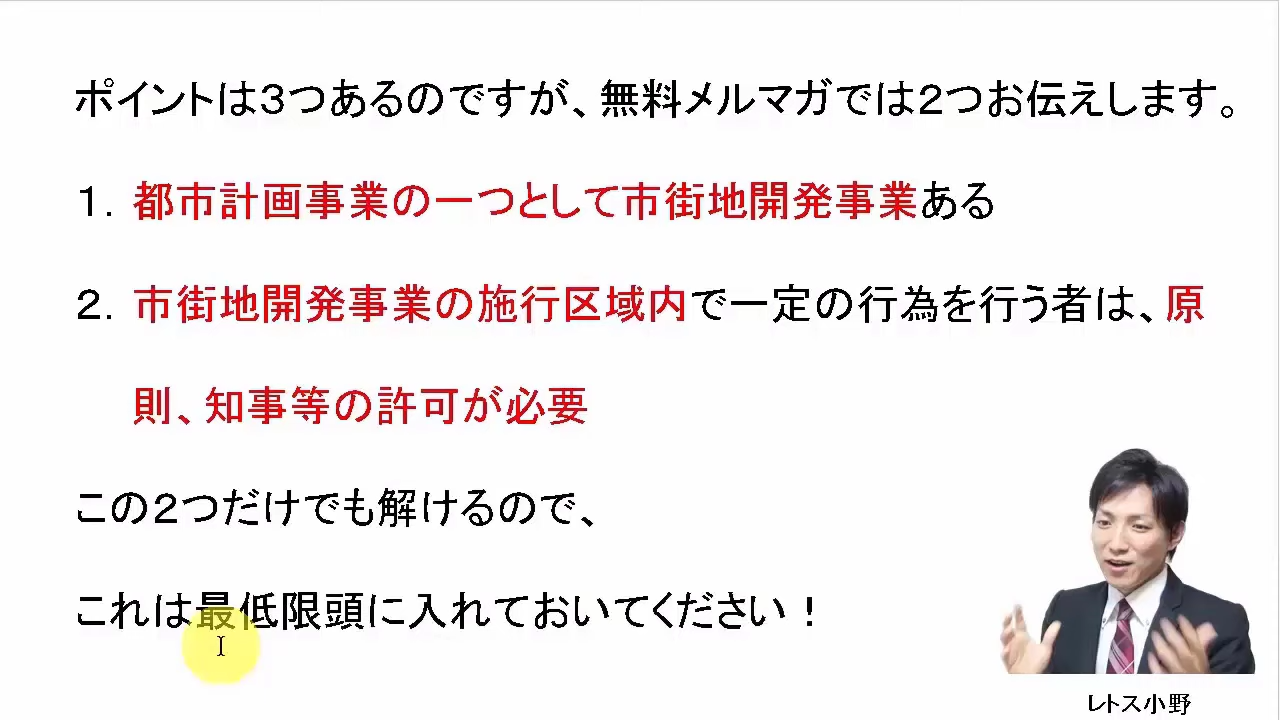 ポイントは３つあるのですが、無料メルマガでは２つお伝えします。
１．都市計画事業の一つとして市街地開発事業ある
２．市街地開発事業の施行区域内で一定の行為を行う者は、原
則、知事等の許可が必要
この２つだけでも解けるので、
これは最低限頭に入れておいてください！
レトス小野